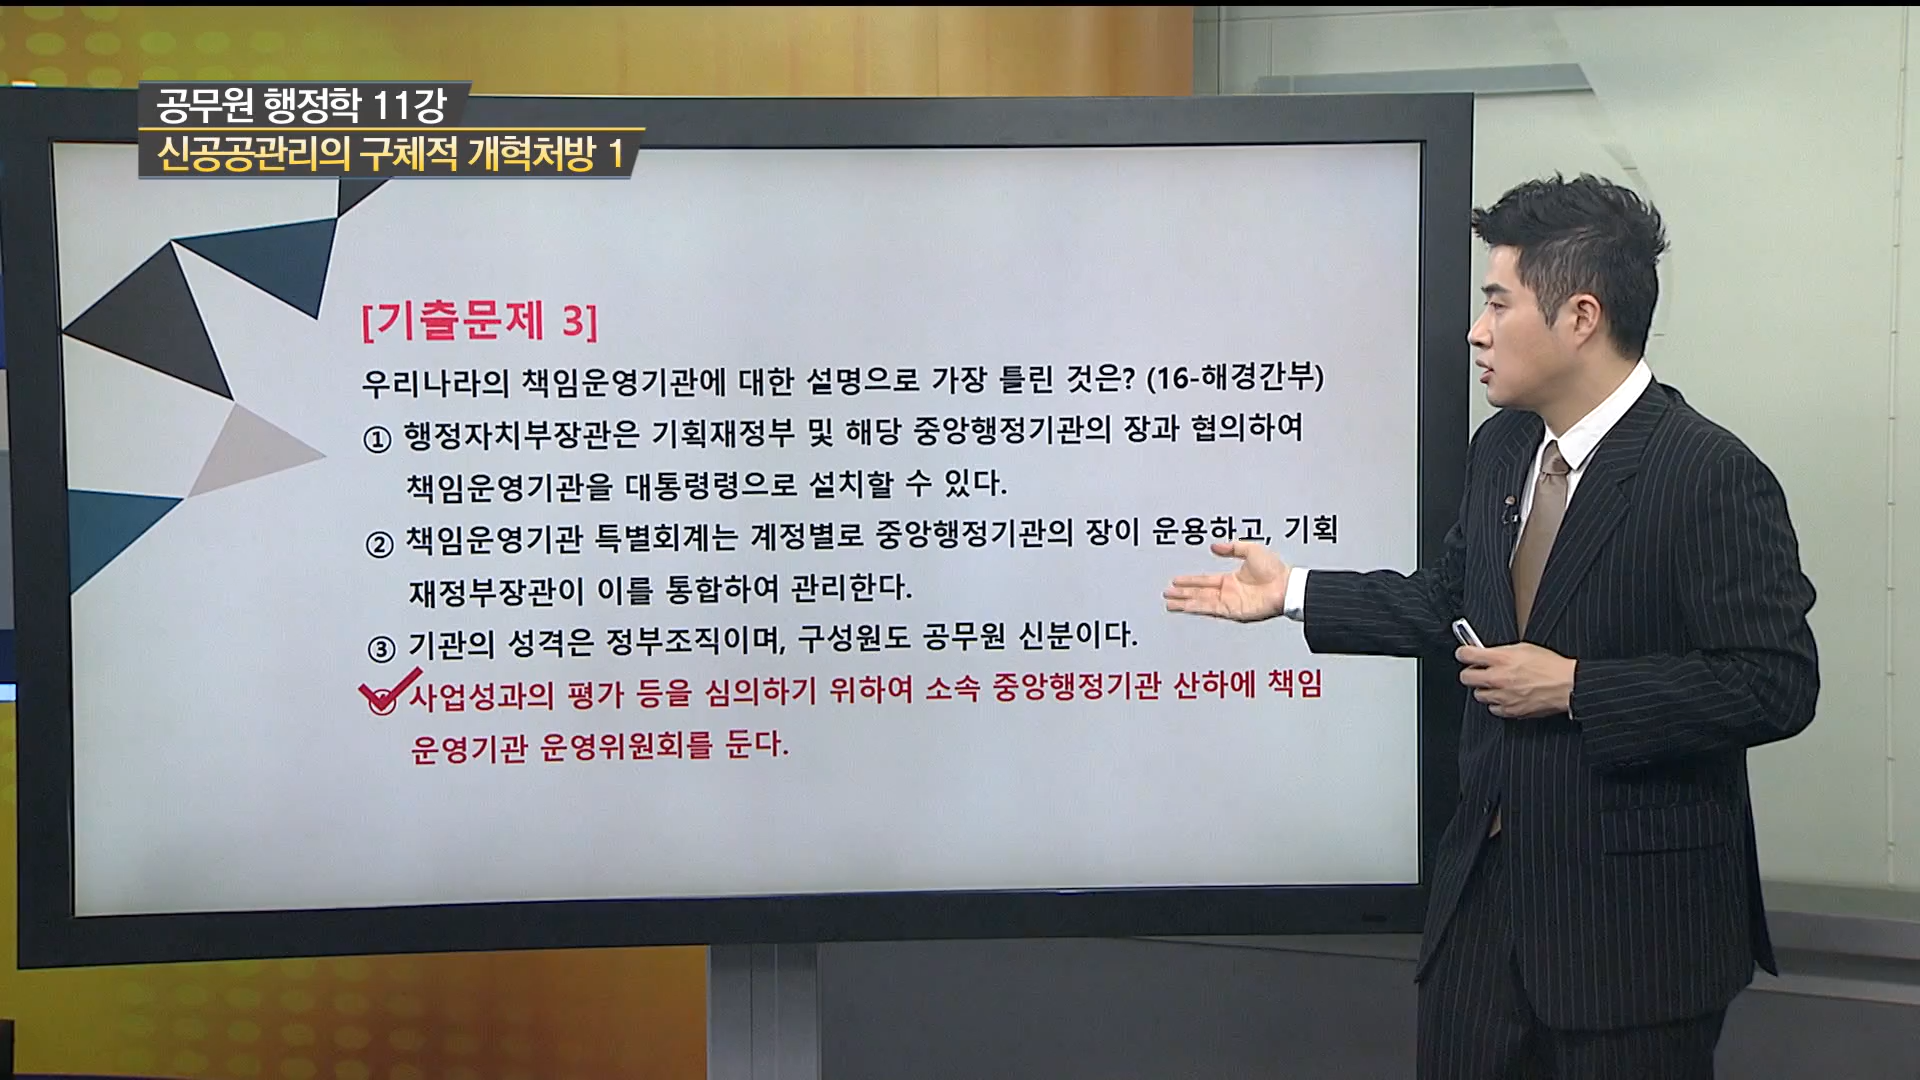 공무원 행정학 11강
신공공관리의 구체적 개혁처방 1
[기출문제 3]
우리나라의 책임운영기관에 대한 설명으로 가장 틀린 것은? (16-해경간부)
① 행정자치부장관은 기획재정부 및 해당 중앙행정기관의 장과 협의하여
책임운영기관을 대통령령으로 설치할 수 있다.
② 책임운영기관 특별회계는 계정별로 중앙행정기관의 장이 운용하고, 기획
재정부장관이 이를 통합하여 관리한다.
③ 기관의 성격은 정부조직이며, 구성원도 공무원 신분이다.
④ 사업성과의 평가 등을 심의하기 위하여 소속 중앙행정기관 산하에 책임
운영기관 운영위원회를 둔다.